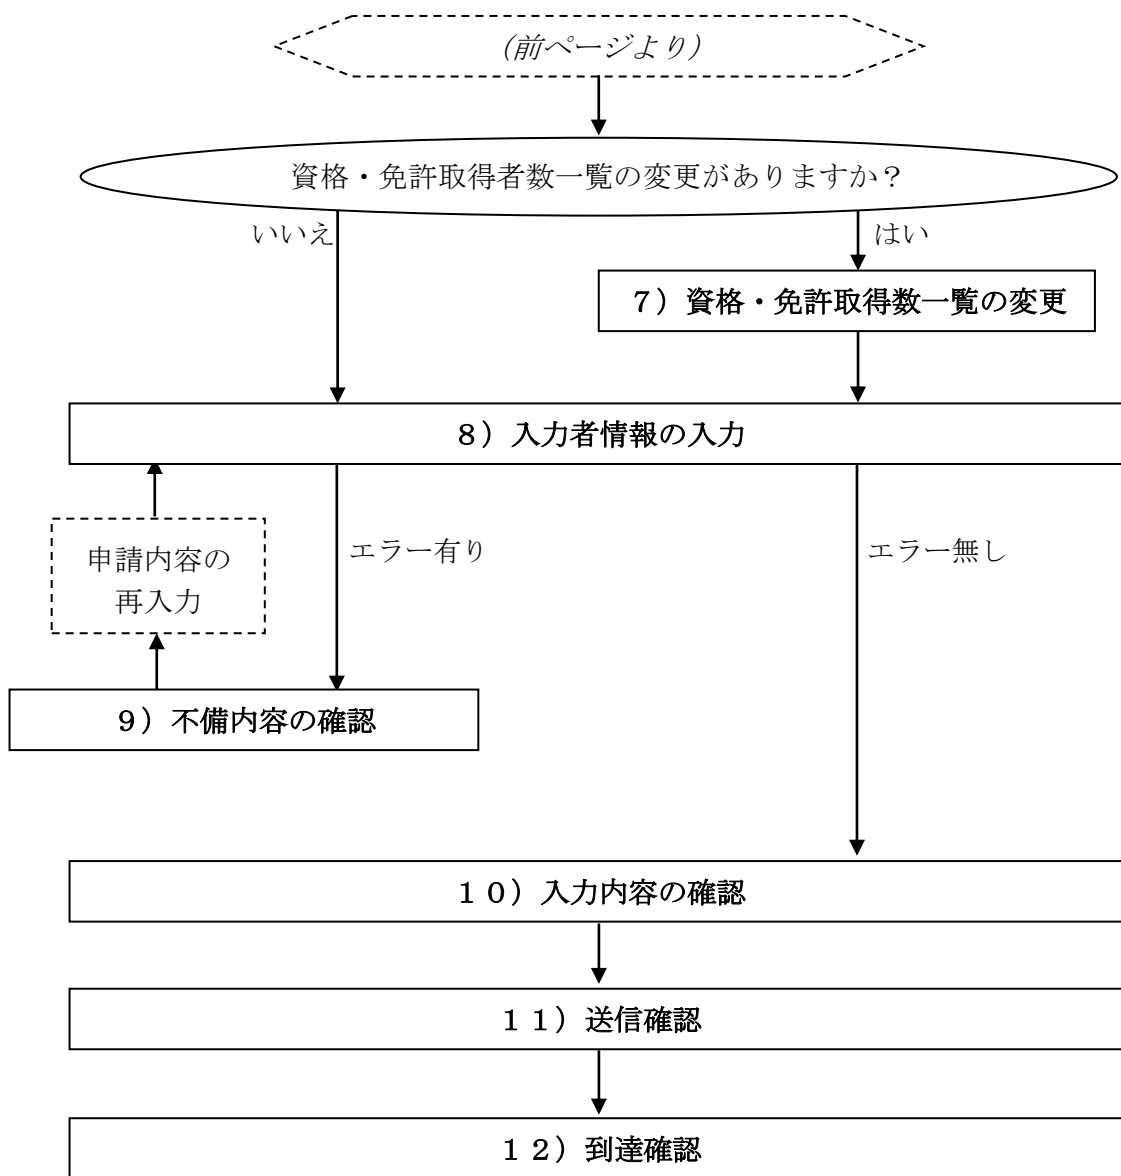 (前ページより)
資格・免許取得者数一覧の変更がありますか？
いいえ
はい
７）資格・免許取得数一覧の変更
８）入力者情報の入力
申請内容の
再入力
エラー有り
エラー無し
９）不備内容の確認
１０）入力内容の確認
１１）送信確認
１２）到達確認